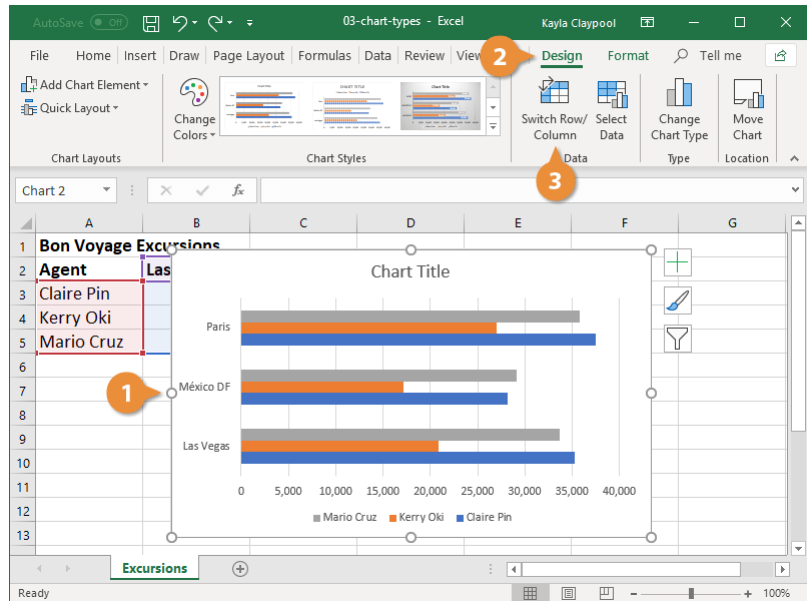 AutoSave Off 03-chart-types - Excel Kayla Claypool
File Home Insert Draw Page Layout Formulas Data Review View 2 Design Format Tell me
Add Chart Element
Quick Layout
Change Colors
Switch Row/ Column
Select Data
Change Chart Type
Move Chart
Chart Layouts Chart Styles Data Type Location
3
Chart 2 fx
A B C D E F G
1 Bon Voyage Excursions
2 Agent Las
3 Claire Pin
4 Kerry Oki
5 Mario Cruz
6
7
8
9
10
11
12
13
Chart Title
Paris
1
México DF
Las Vegas
0 5,000 10,000 15,000 20,000 25,000 30,000 35,000 40,000
Mario Cruz Kerry Oki Claire Pin
Excursions
Ready 100%